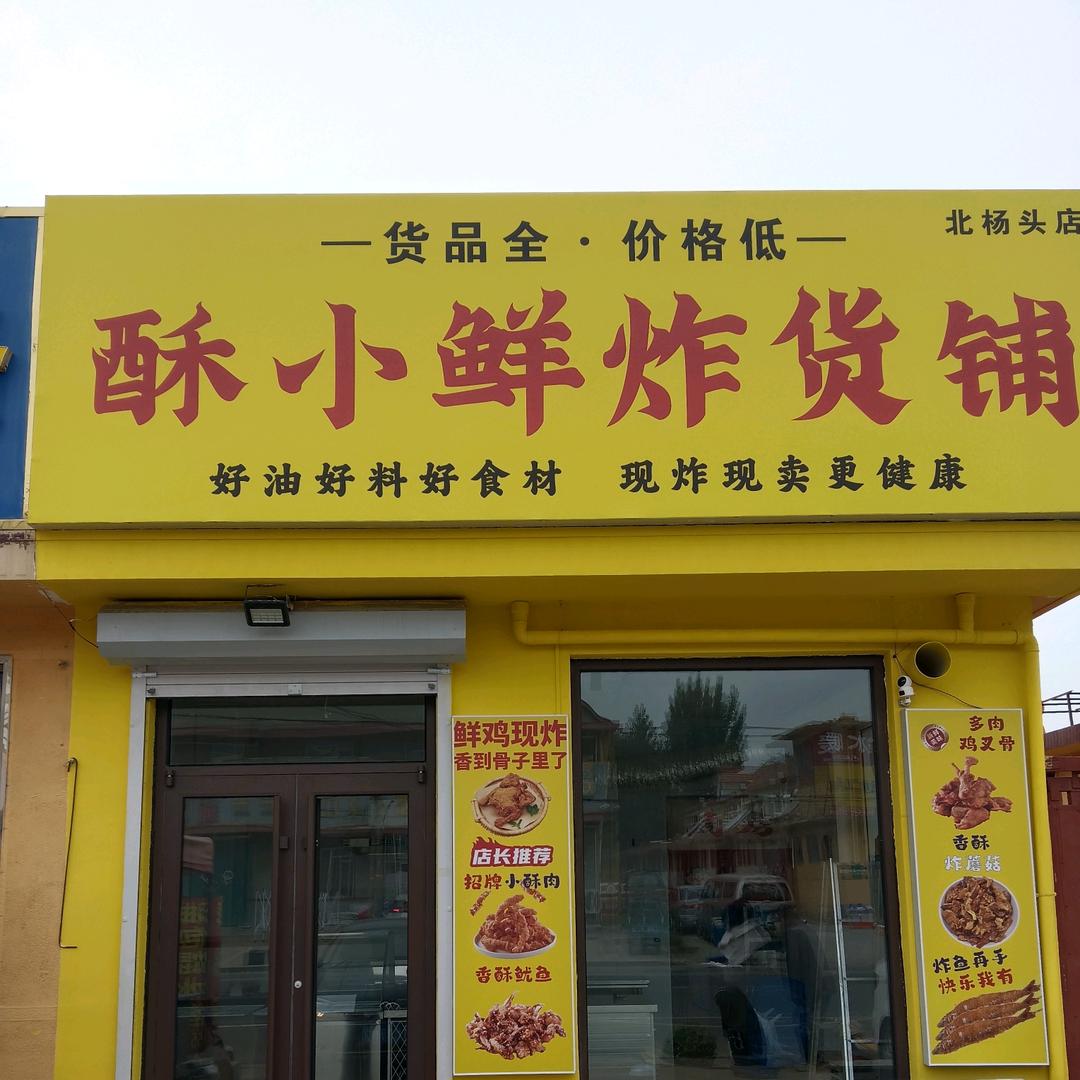 北杨头店
—货品全·价格低—
酥小鲜炸货铺
好油好料好食材 现炸现卖更健康
鲜鸡现炸
香到骨子里了
店长推荐
招牌小酥肉
香酥鱿鱼
多肉
鸡叉骨
香酥
炸蘑菇
炸鱼再手
快乐我有